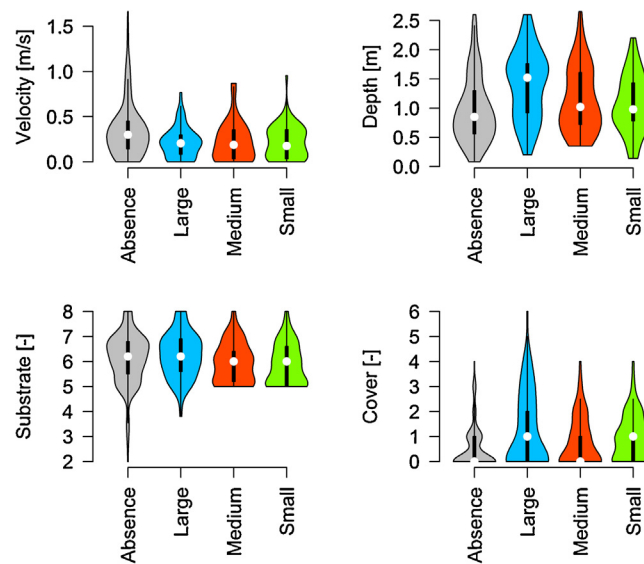 Velocity [m/s]
1.5
1.0
0.5
0.0
Absence
Large
Medium
Small
Depth [m]
2.5
2.0
1.5
1.0
0.5
0.0
Absence
Large
Medium
Small
Substrate [-]
8
7
6
5
4
3
2
Absence
Large
Medium
Small
Cover [-]
6
5
4
3
2
1
0
Absence
Large
Medium
Small